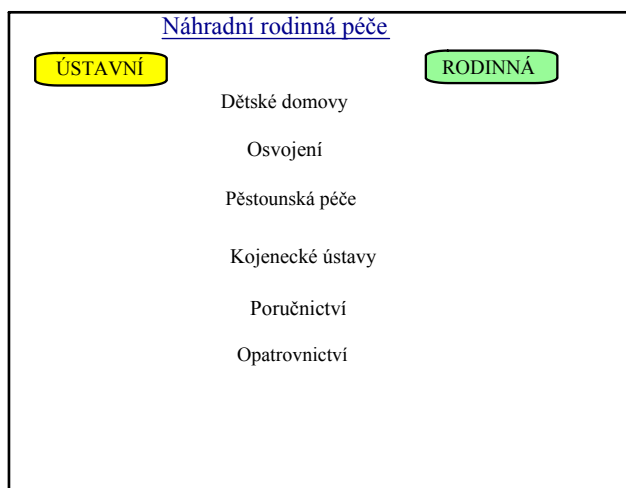 Náhradní rodinná péče
ÚSTAVNÍ
RODINNÁ
Dětské domovy
Osvojení
Pěstounská péče
Kojenecké ústavy
Poručnictví
Opatrovnictví